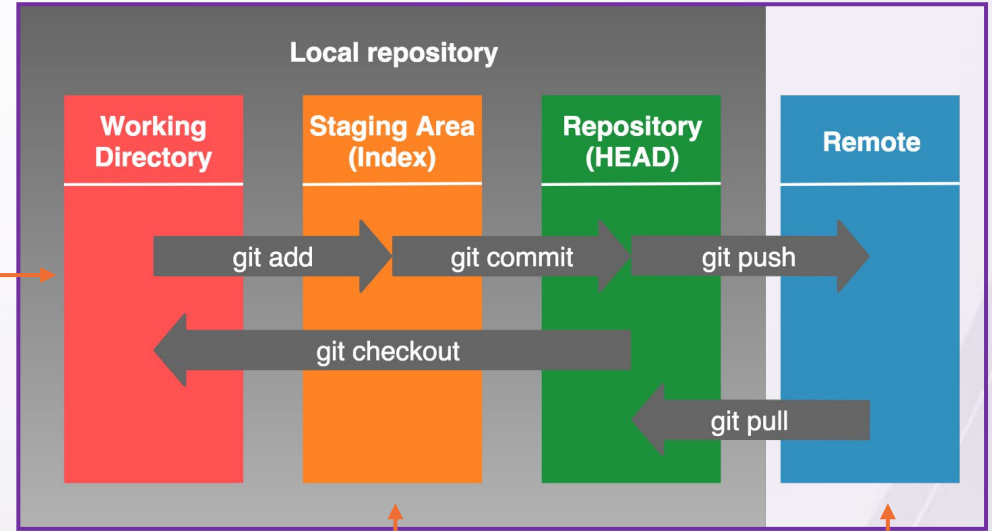 Local repository
Working
Directory
Staging Area
(Index)
Repository
(HEAD)
Remote
git add
git commit
git push
git checkout
git pull